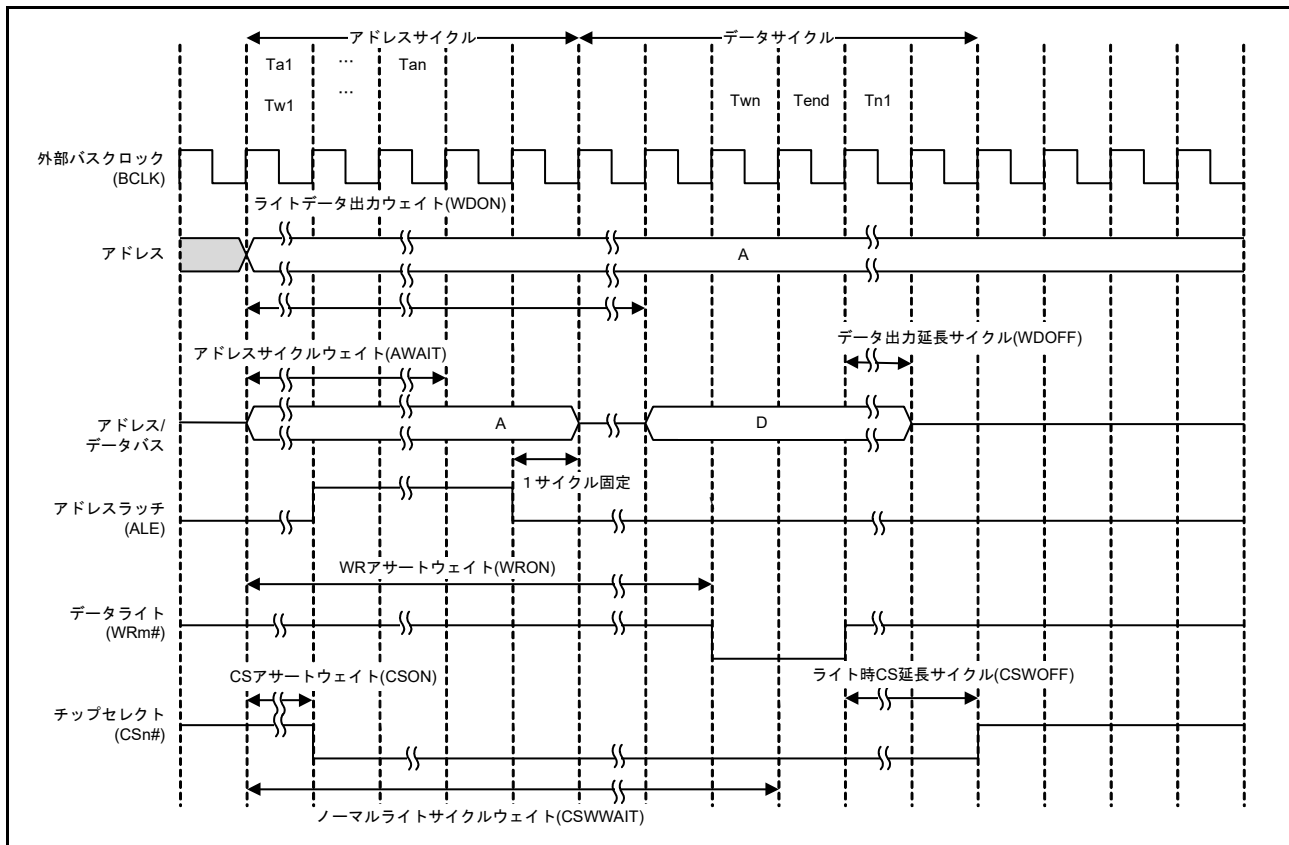 アドレスサイクル データサイクル
Ta1 … Tan
Tw1 … Twn Tend Tn1
外部バスクロック
(BCLK)
ライトデータ出力ウェイト(WDON)
アドレス
A
データ出力延長サイクル(WDOFF)
アドレスサイクルウェイト(AWAIT)
アドレス/
データバス
A D
1サイクル固定
アドレスラッチ
(ALE)
WRアサートウェイト(WRON)
データライト
(WRm#)
CSアサートウェイト(CSON) ライト時CS延長サイクル(CSWOFF)
チップセレクト
(CSn#)
ノーマルライトサイクルウェイト(CSWWAIT)